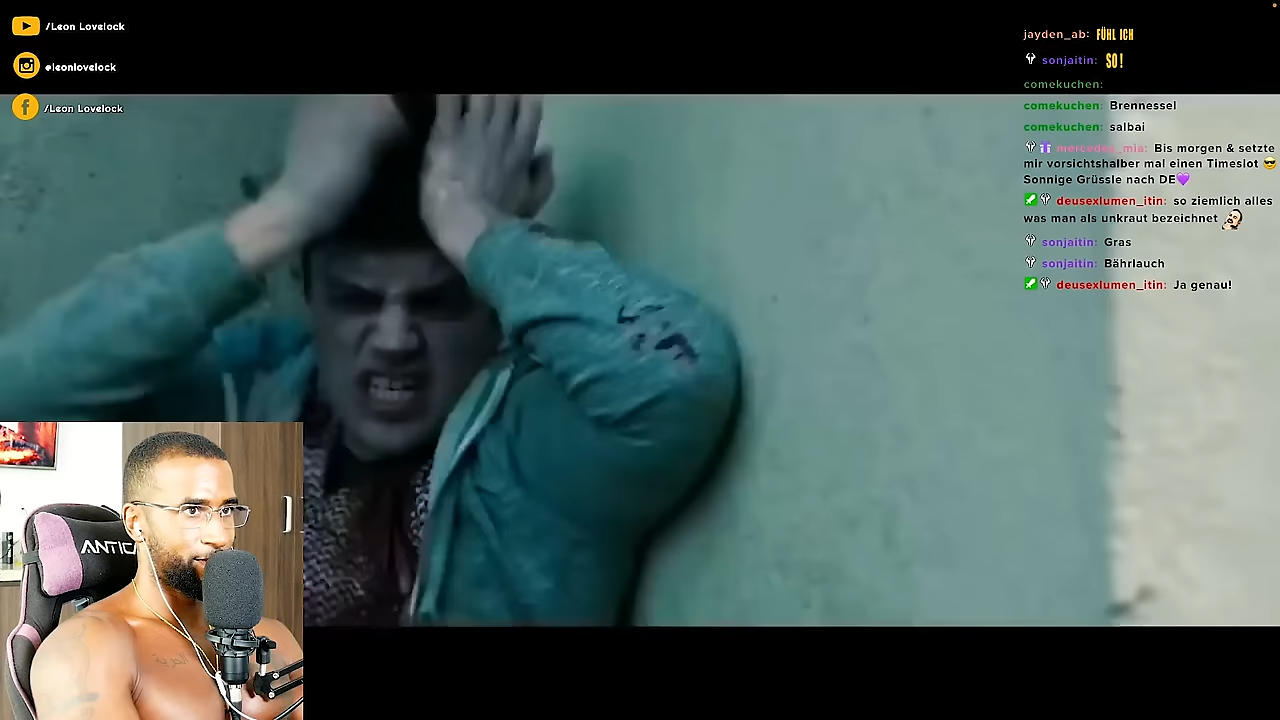 /Leon Lovelock
@leonlovelock
/Leon Lovelock
jayden_ab: FÜHL ICH
sonjaitin: SO!
comekuchen:
comekuchen: Brennessel
comekuchen: salbai
mercedes_mia: Bis morgen & setzte
mir vorsichtshalber mal einen Timeslot 😎
Sonnige Grüssle nach DE💜
deusexlumen_itin: so ziemlich alles
was man als unkraut bezeichnet
sonjaitin: Gras
sonjaitin: Bährlauch
deusexlumen_itin: Ja genau!
ANTIC